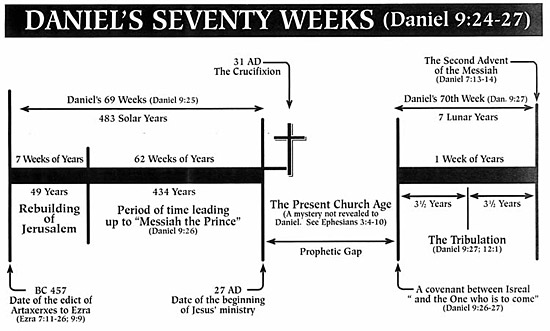 DANIEL'S SEVENTY WEEKS (Daniel 9:24-27)
31 AD
The Crucifixion
The Second Advent
of the Messiah
(Daniel 7:13-14)
Daniel's 69 Weeks (Daniel 9:25)
483 Solar Years
Daniel's 70th Week (Dan. 9:27)
7 Lunar Years
7 Weeks of Years
62 Weeks of Years
1 Week of Years
49 Years
434 Years
3½ Years
3½ Years
Rebuilding
of
Jerusalem
Period of time leading
up to "Messiah the Prince"
(Daniel 9:26)
The Present Church Age
(A mystery not revealed to
Daniel. See Ephesians 3:4-10)
Prophetic Gap
The Tribulation
(Daniel 9:27; 12:1)
BC 457
Date of the edict of
Artaxerxes to Ezra
(Ezra 7:11-26; 9:9)
27 AD
Date of the beginning
of Jesus' ministry
A covenant between Isreal
" and the One who is to come"
(Daniel 9:26-27)